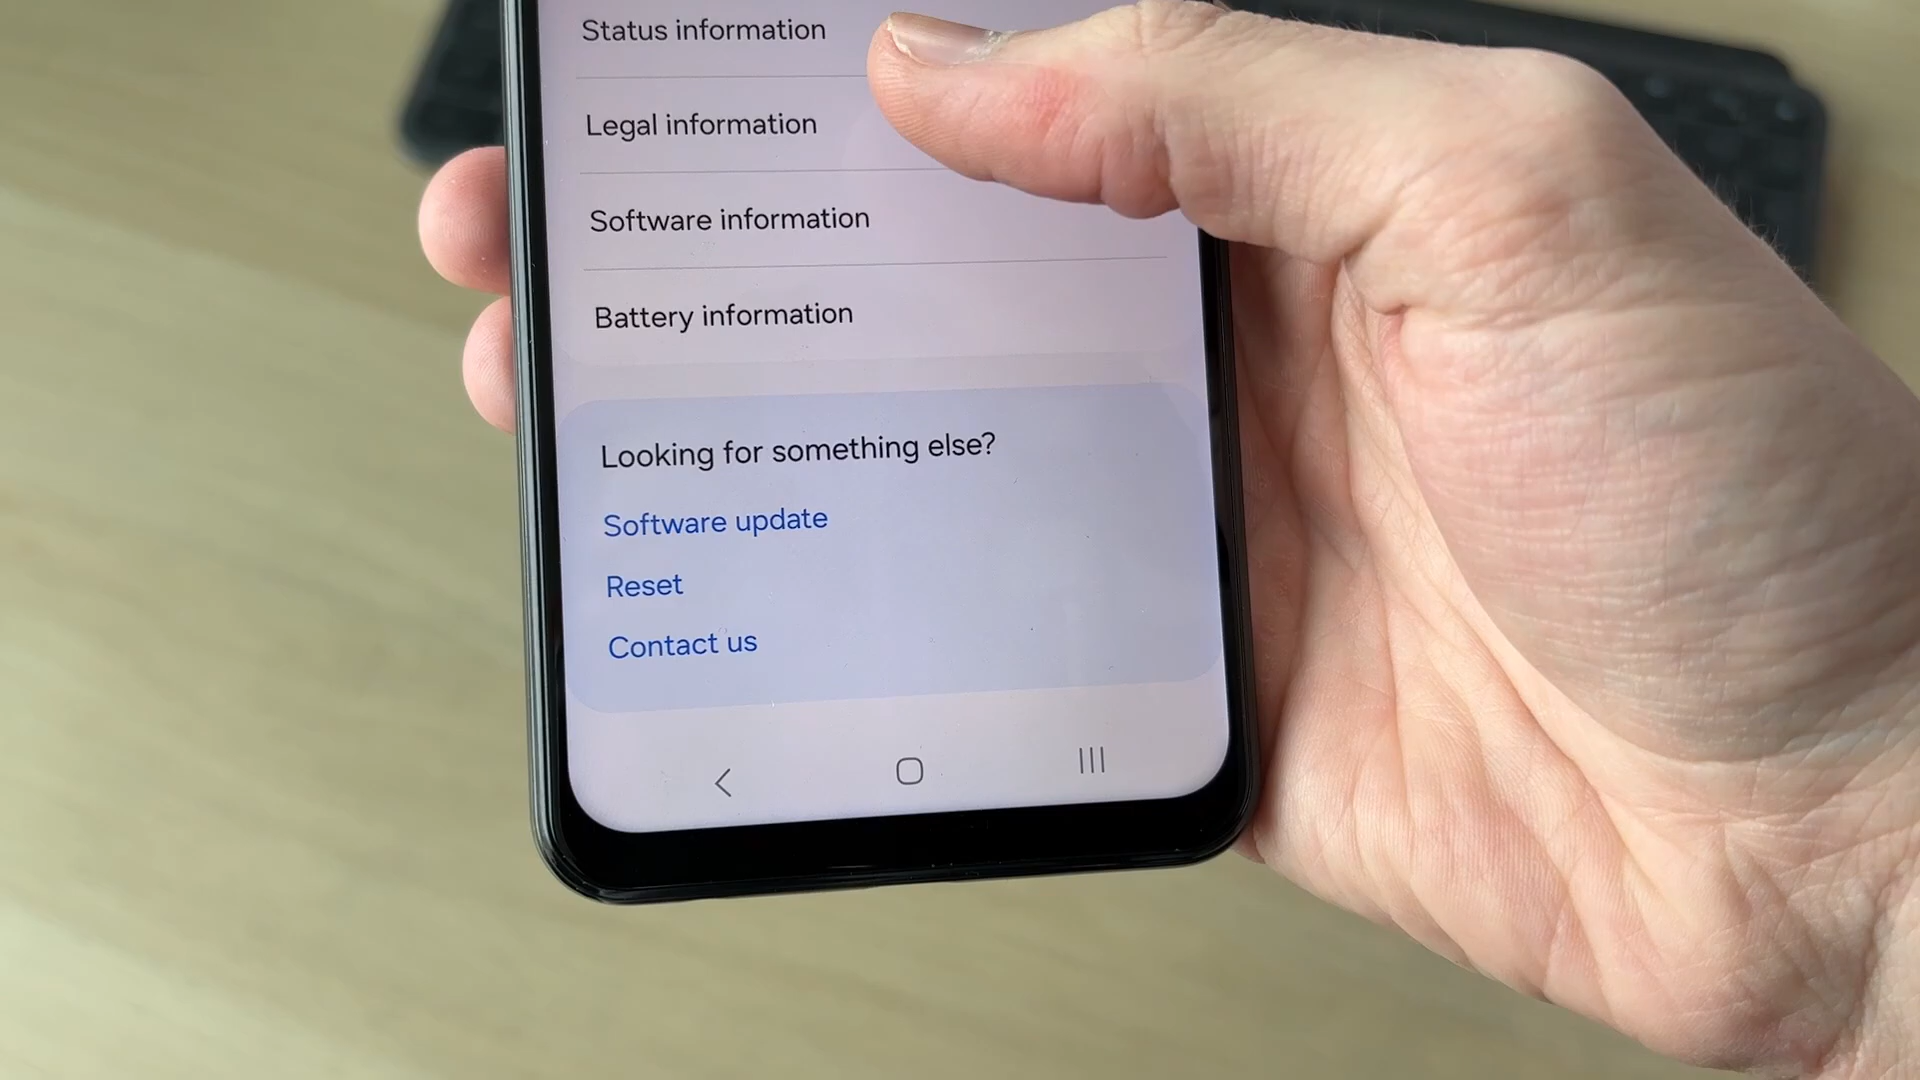 Status information
Legal information
Software information
Battery information
Looking for something else?
Software update
Reset
Contact us